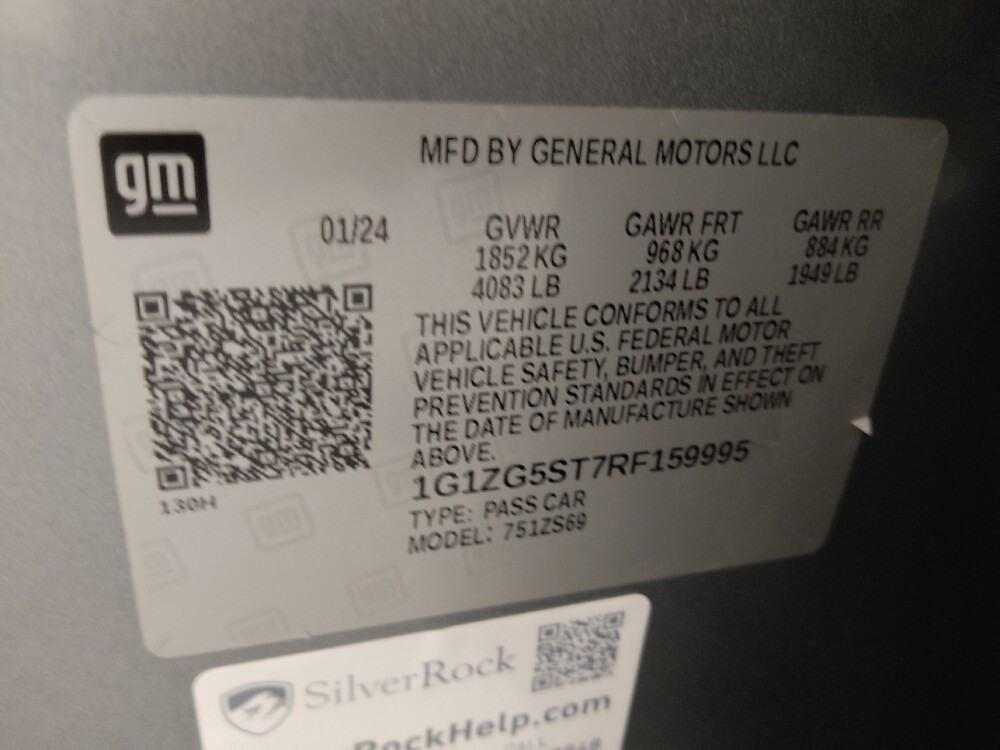 gm
MFD BY GENERAL MOTORS LLC
01/24
GVWR GAWR FRT GAWR RR
1852 KG 968 KG 884 KG
4083 LB 2134 LB 1949 LB
THIS VEHICLE CONFORMS TO ALL
APPLICABLE U.S. FEDERAL MOTOR
VEHICLE SAFETY, BUMPER, AND THEFT
PREVENTION STANDARDS IN EFFECT ON
THE DATE OF MANUFACTURE SHOWN
ABOVE.
1G1ZG5ST7RF159995
130H
TYPE: PASS CAR
MODEL: 751ZS69
SilverRock
RockHelp.com
CALL